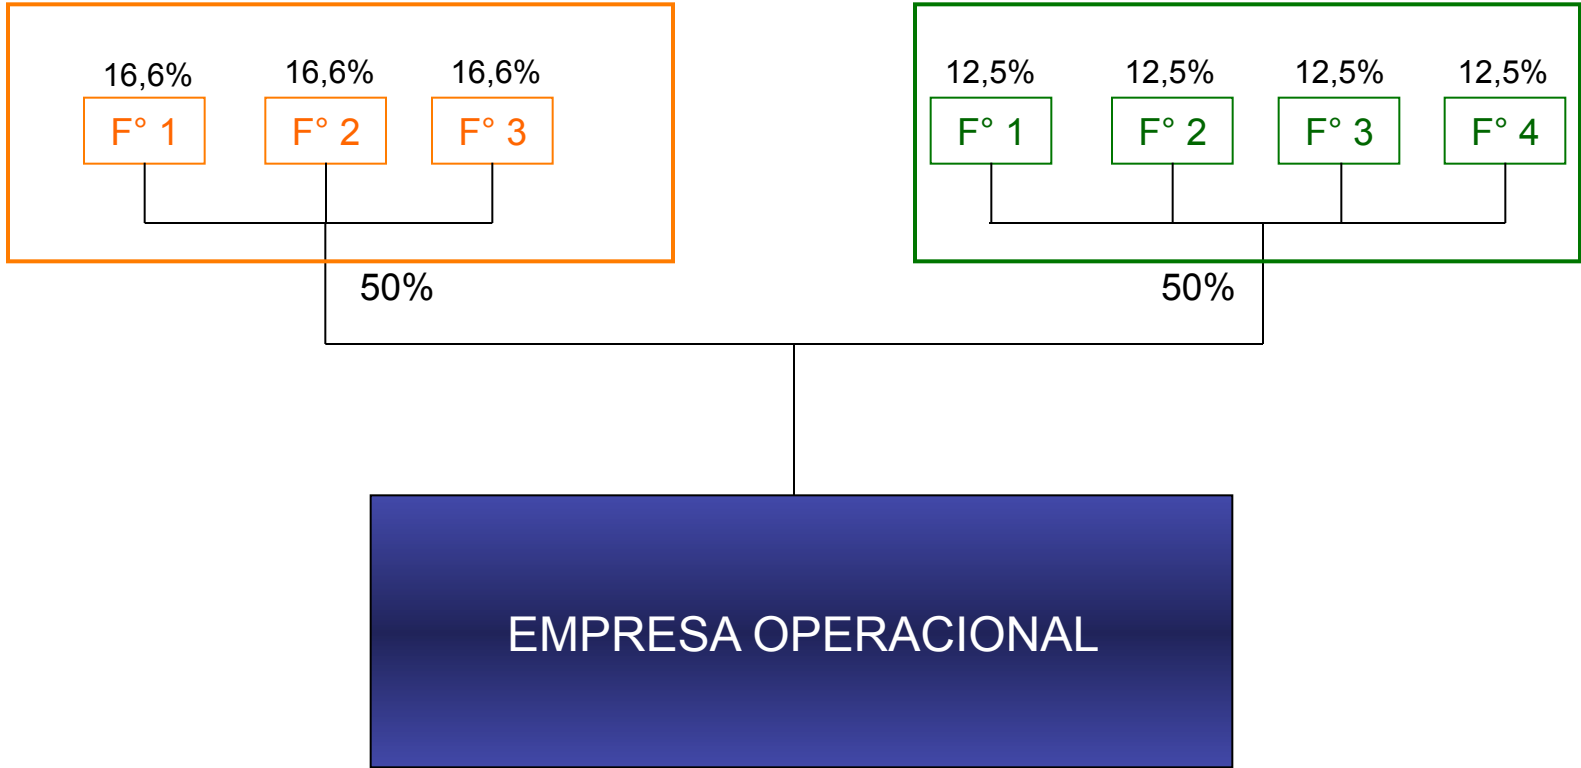 16,6% 16,6% 16,6% 12,5% 12,5% 12,5% 12,5%
F° 1 F° 2 F° 3 F° 1 F° 2 F° 3 F° 4
50% 50%
EMPRESA OPERACIONAL